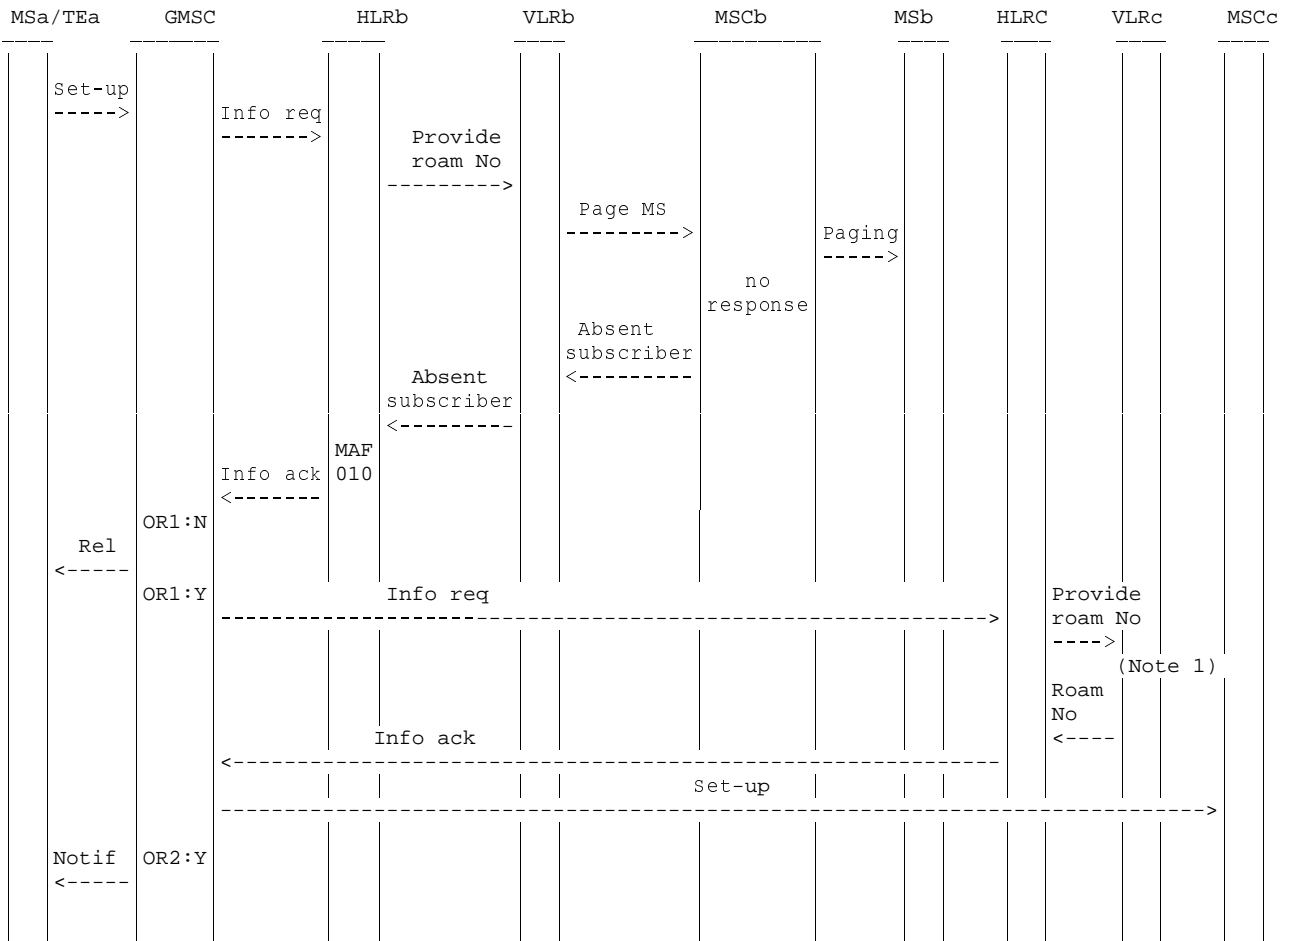 MSa/TEa GMSC HLRb VLRb MSCb MSb HLRC VLRc MSCc
Set-up
Info req
Provide
roam No
Page MS
Paging
no
response
Absent
subscriber
Absent
subscriber
MAF
Info ack 010
OR1:N
Rel
OR1:Y Info req Provide
roam No
(Note 1)
Roam
No
Info ack
Set-up
Notif OR2:Y